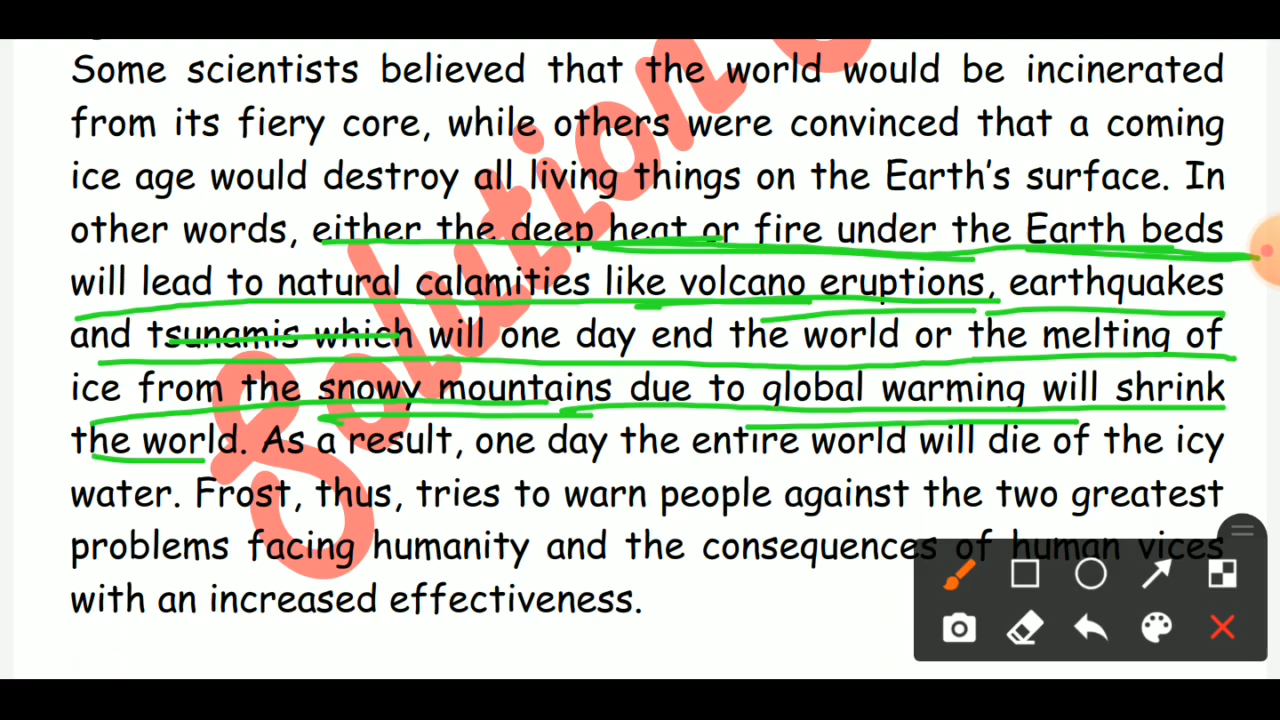 Some scientists believed that the world would be incinerated
from its fiery core, while others were convinced that a coming
ice age would destroy all living things on the Earth's surface. In
other words, either the deep heat or fire under the Earth beds
will lead to natural calamities like volcano eruptions, earthquakes
and tsunamis which will one day end the world or the melting of
ice from the snowy mountains due to global warming will shrink
the world. As a result, one day the entire world will die of the icy
water. Frost, thus, tries to warn people against the two greatest
problems facing humanity and the consequences of human vices
with an increased effectiveness.
Solution